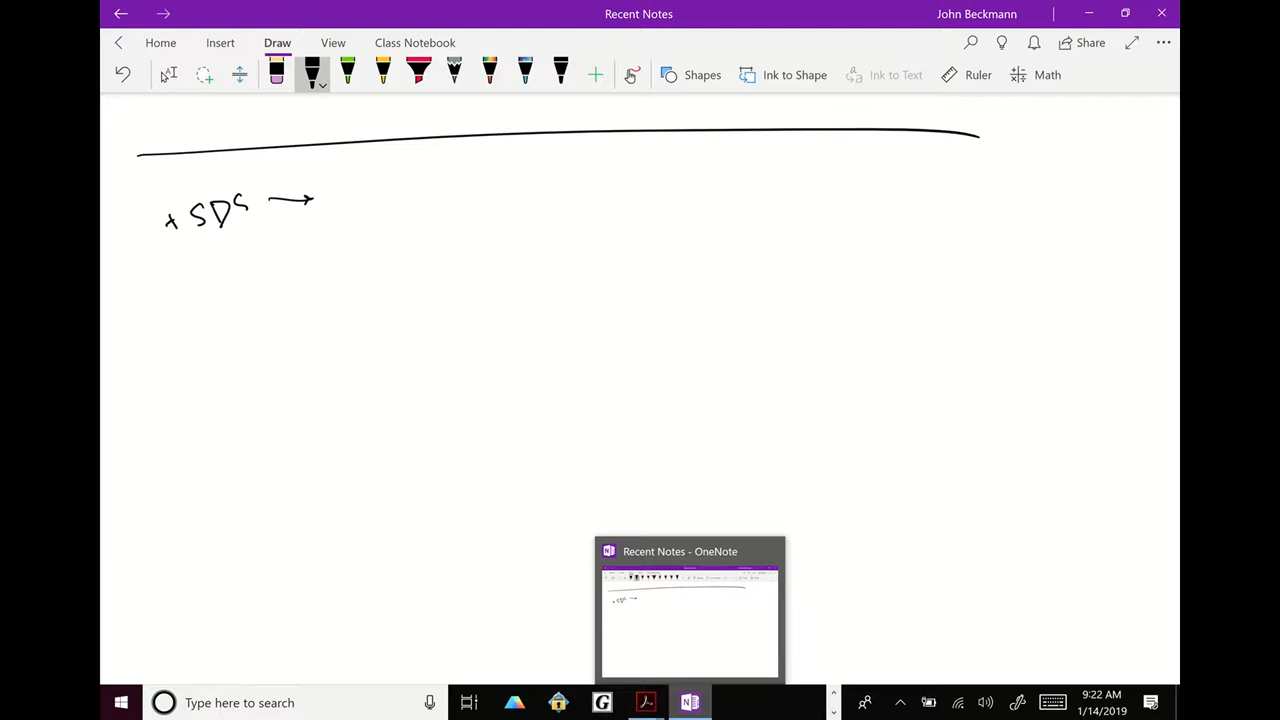 Recent Notes
John Beckmann
Home Insert Draw View Class Notebook
Share
Shapes Ink to Shape Ink to Text Ruler Math
+ SDS →
Recent Notes - OneNote
+ SDS →
Type here to search
9:22 AM
1/14/2019